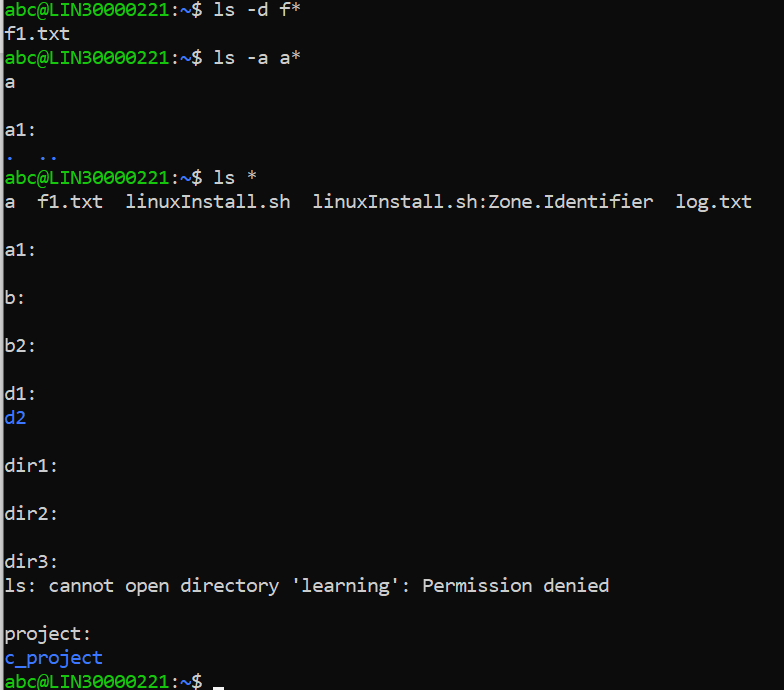 abc@LIN30000221:~$ ls -d f*
f1.txt
abc@LIN30000221:~$ ls -a a*
a
a1:
.  ..
abc@LIN30000221:~$ ls *
a  f1.txt  linuxInstall.sh  linuxInstall.sh:Zone.Identifier  log.txt
a1:
b:
b2:
d1:
d2
dir1:
dir2:
dir3:
ls: cannot open directory 'learning': Permission denied
project:
c_project
abc@LIN30000221:~$